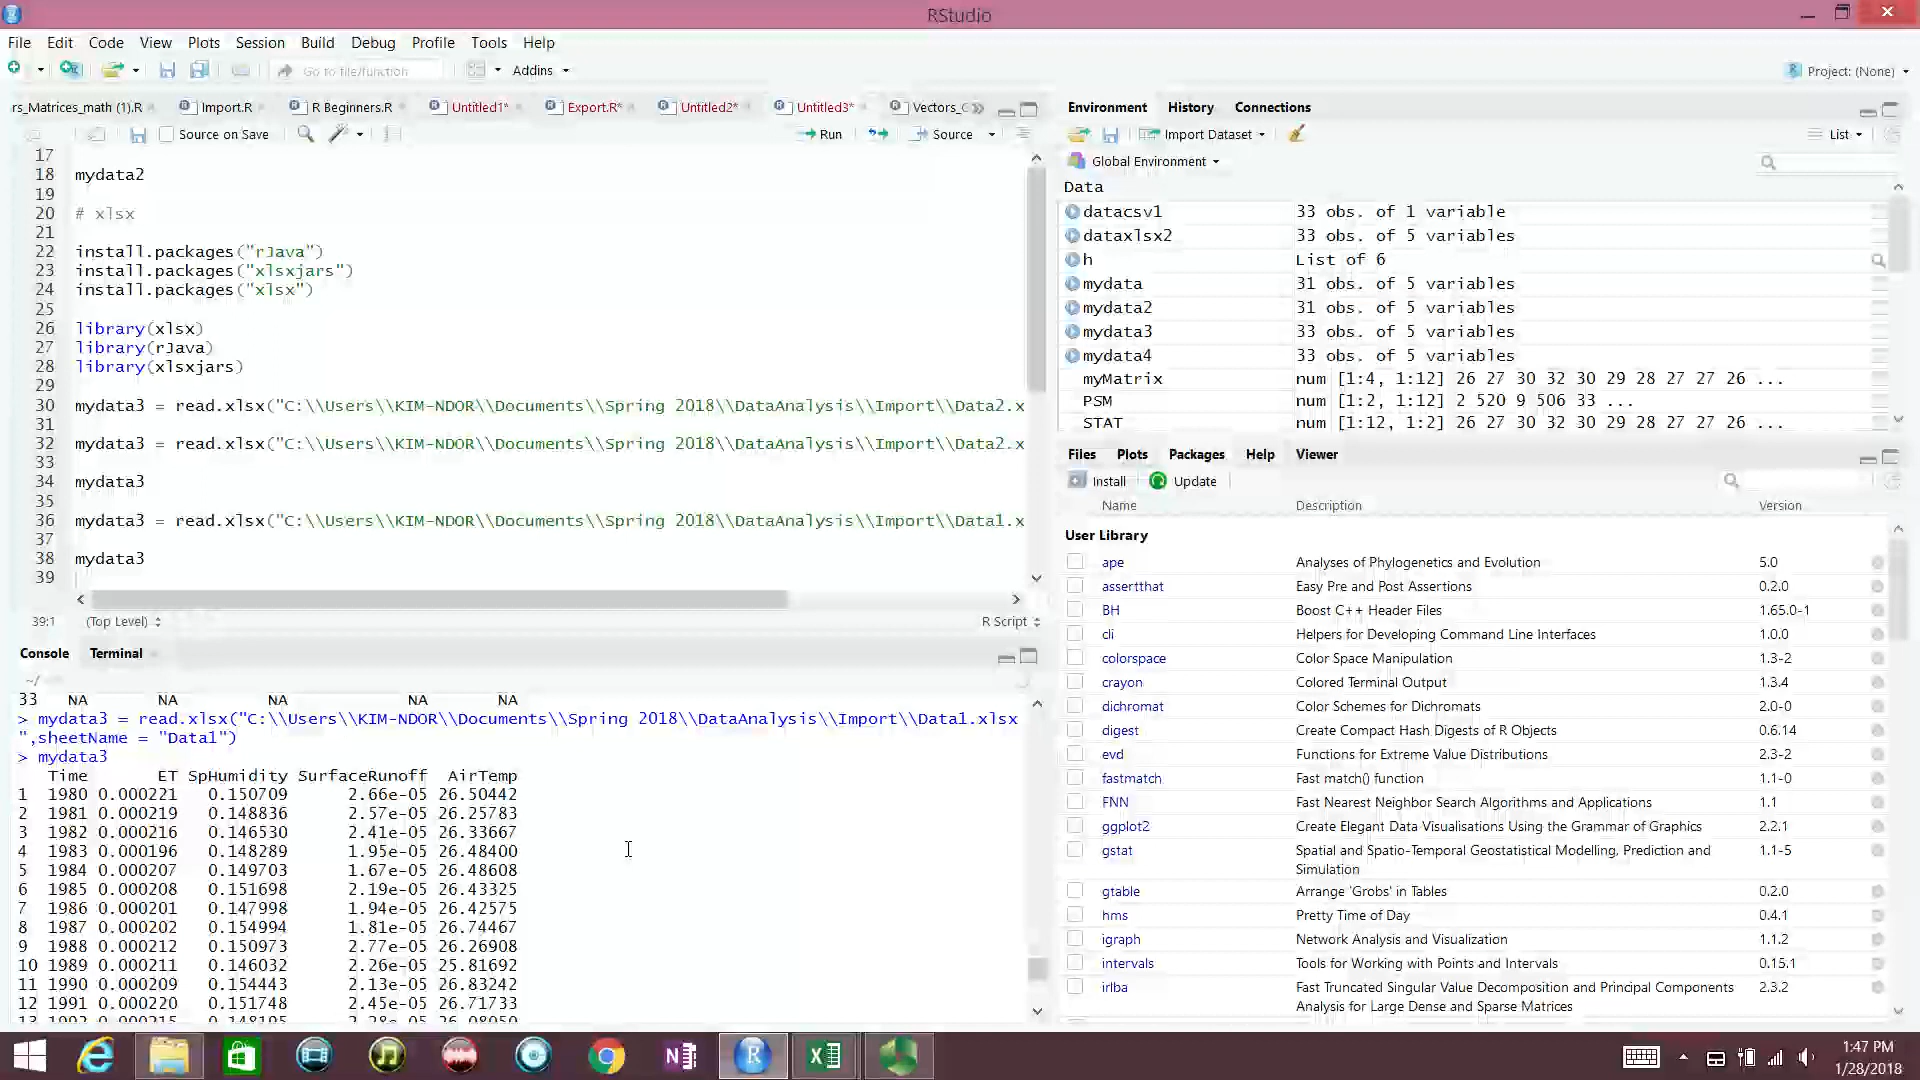 RStudio
File Edit Code View Plots Session Build Debug Profile Tools Help
Go to file/function Addins Project: (None)
rs_Matrices_math (1).R Import.R R Beginners.R Untitled1* Export.R* Untitled2* Untitled3* Vectors_
Source on Save Run Source
17
18 mydata2
19
20 # xlsx
21
22 install.packages("rJava")
23 install.packages("xlsxjars")
24 install.packages("xlsx")
25
26 library(xlsx)
27 library(rJava)
28 library(xlsxjars)
29
30 mydata3 = read.xlsx("C:\\Users\\KIM-NDOR\\Documents\\Spring 2018\\DataAnalysis\\Import\\Data2.x
31
32 mydata3 = read.xlsx("C:\\Users\\KIM-NDOR\\Documents\\Spring 2018\\DataAnalysis\\Import\\Data2.x
33
34 mydata3
35
36 mydata3 = read.xlsx("C:\\Users\\KIM-NDOR\\Documents\\Spring 2018\\DataAnalysis\\Import\\Data1.x
37
38 mydata3
39
39:1 (Top Level) R Script
Console Terminal
~/
33 NA NA NA NA NA
> mydata3 = read.xlsx("C:\\Users\\KIM-NDOR\\Documents\\Spring 2018\\DataAnalysis\\Import\\Data1.xlsx
",sheetName = "Data1")
> mydata3
Time ET SpHumidity SurfaceRunoff AirTemp
1 1980 0.000221 0.150709 2.66e-05 26.50442
2 1981 0.000219 0.148836 2.57e-05 26.25783
3 1982 0.000216 0.146530 2.41e-05 26.33667
4 1983 0.000196 0.148289 1.95e-05 26.48400
5 1984 0.000207 0.149703 1.67e-05 26.48608
6 1985 0.000208 0.151698 2.19e-05 26.43325
7 1986 0.000201 0.147998 1.94e-05 26.42575
8 1987 0.000202 0.154994 1.81e-05 26.74467
9 1988 0.000212 0.150973 2.77e-05 26.26908
10 1989 0.000211 0.146032 2.26e-05 25.81692
11 1990 0.000209 0.154443 2.13e-05 26.83242
12 1991 0.000220 0.151748 2.45e-05 26.71733
Environment History Connections
Import Dataset List
Global Environment
Data
datacsv1 33 obs. of 1 variable
dataxlsx2 33 obs. of 5 variables
h List of 6
mydata 31 obs. of 5 variables
mydata2 31 obs. of 5 variables
mydata3 33 obs. of 5 variables
mydata4 33 obs. of 5 variables
myMatrix num [1:4, 1:12] 26 27 30 32 30 29 28 27 27 26 ...
PSM num [1:2, 1:12] 2 520 9 506 33 ...
STAT num [1:12, 1:2] 26 27 30 32 30 29 28 27 27 26 ...
Files Plots Packages Help Viewer
Install Update
Name Description Version
User Library
ape Analyses of Phylogenetics and Evolution 5.0
assertthat Easy Pre and Post Assertions 0.2.0
BH Boost C++ Header Files 1.65.0-1
cli Helpers for Developing Command Line Interfaces 1.0.0
colorspace Color Space Manipulation 1.3-2
crayon Colored Terminal Output 1.3.4
dichromat Color Schemes for Dichromats 2.0-0
digest Create Compact Hash Digests of R Objects 0.6.14
evd Functions for Extreme Value Distributions 2.3-2
fastmatch Fast match() function 1.1-0
FNN Fast Nearest Neighbor Search Algorithms and Applications 1.1
ggplot2 Create Elegant Data Visualisations Using the Grammar of Graphics 2.2.1
gstat Spatial and Spatio-Temporal Geostatistical Modelling, Prediction and 1.1-5
Simulation
gtable Arrange 'Grobs' in Tables 0.2.0
hms Pretty Time of Day 0.4.1
igraph Network Analysis and Visualization 1.1.2
intervals Tools for Working with Points and Intervals 0.15.1
irlba Fast Truncated Singular Value Decomposition and Principal Components 2.3.2
Analysis for Large Dense and Sparse Matrices
1:47 PM
1/28/2018